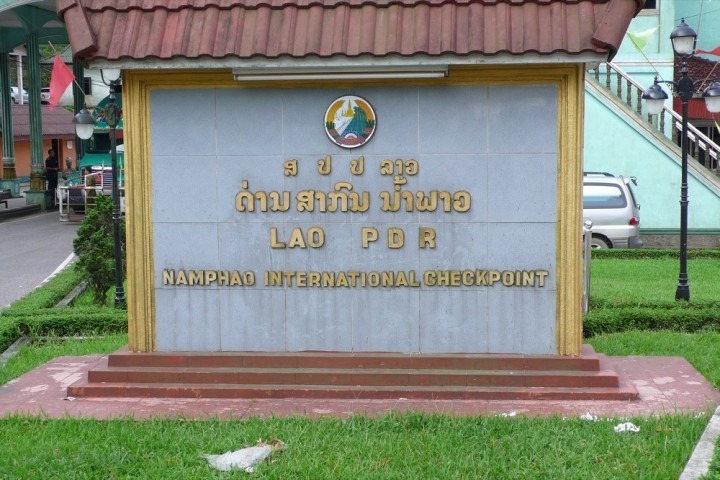 ສ ປ ປ ລາວ
ດ່ານ ສາກົນ ນ້ຳພາວ
LAO PDR
NAMPHAO INTERNATIONAL CHECKPOINT